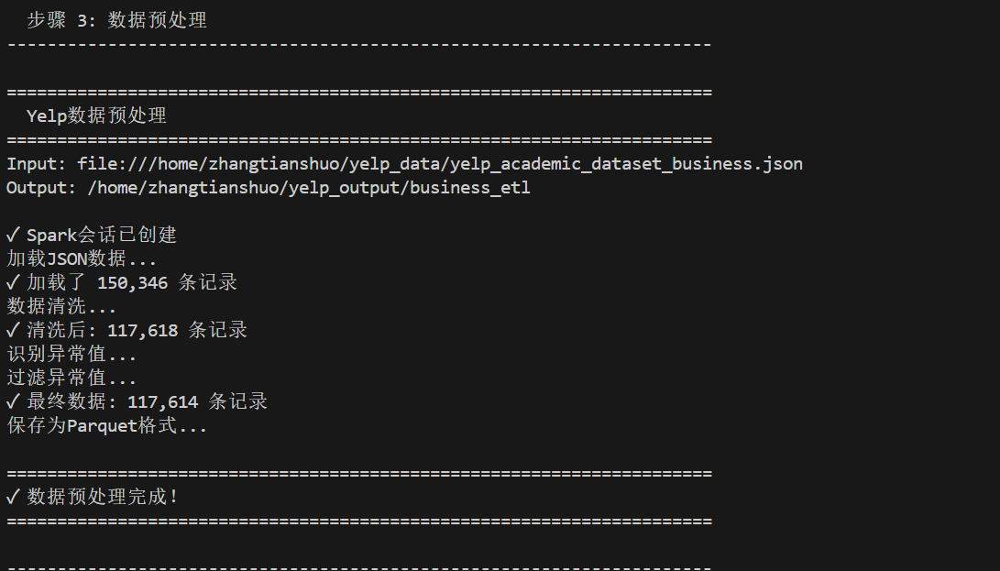 步骤 3: 数据预处理
----------------------------------------------------------------------
======================================================================
Yelp数据预处理
======================================================================
Input: file:///home/zhangtianshuo/yelp_data/yelp_academic_dataset_business.json
Output: /home/zhangtianshuo/yelp_output/business_etl
✓ Spark会话已创建
加载JSON数据...
✓ 加载了 150,346 条记录
数据清洗...
✓ 清洗后: 117,618 条记录
识别异常值...
过滤异常值...
✓ 最终数据: 117,614 条记录
保存为Parquet格式...
======================================================================
✓ 数据预处理完成!
======================================================================
----------------------------------------------------------------------